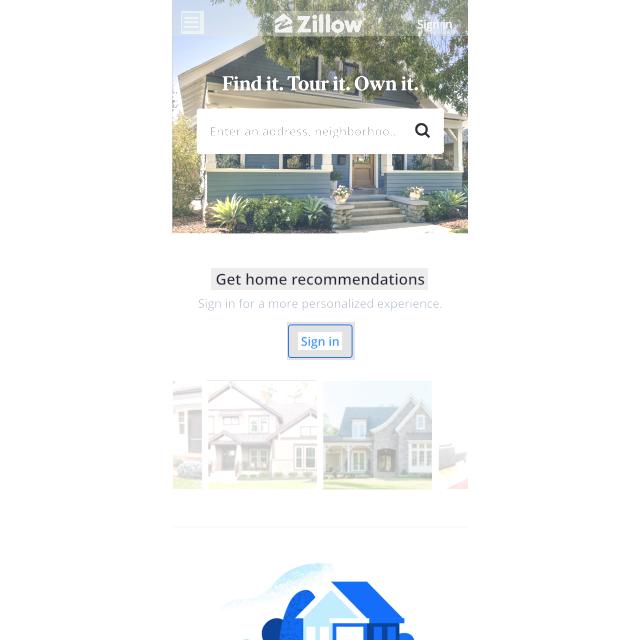 Zillow
Sign in
Find it. Tour it. Own it.
Enter an address, neighborhoo...
Get home recommendations
Sign in for a more personalized experience.
Sign in